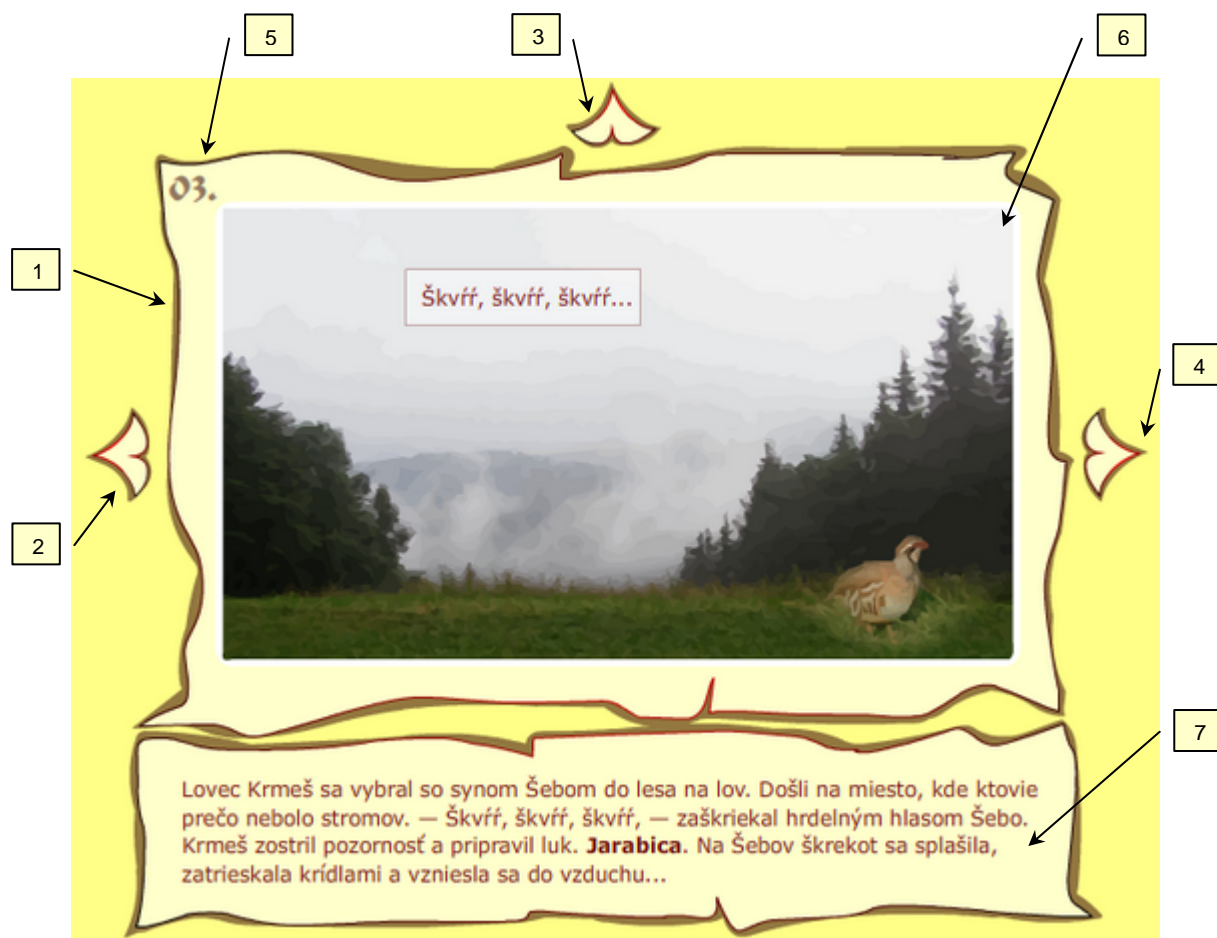 5
3
6
03.
1
Škvŕŕ, škvŕŕ, škvŕŕ...
4
2
7
Lovec Krmeš sa vybral so synom Šebom do lesa na lov. Došli na miesto, kde ktovie
prečo nebolo stromov. — Škvŕŕ, škvŕŕ, škvŕŕ, — zaškriekal hrdelným hlasom Šebo.
Krmeš zostril pozornosť a pripravil luk. Jarabica. Na Šebov škrekot sa splašila,
zatrieskala krídlami a vzniesla sa do vzduchu...